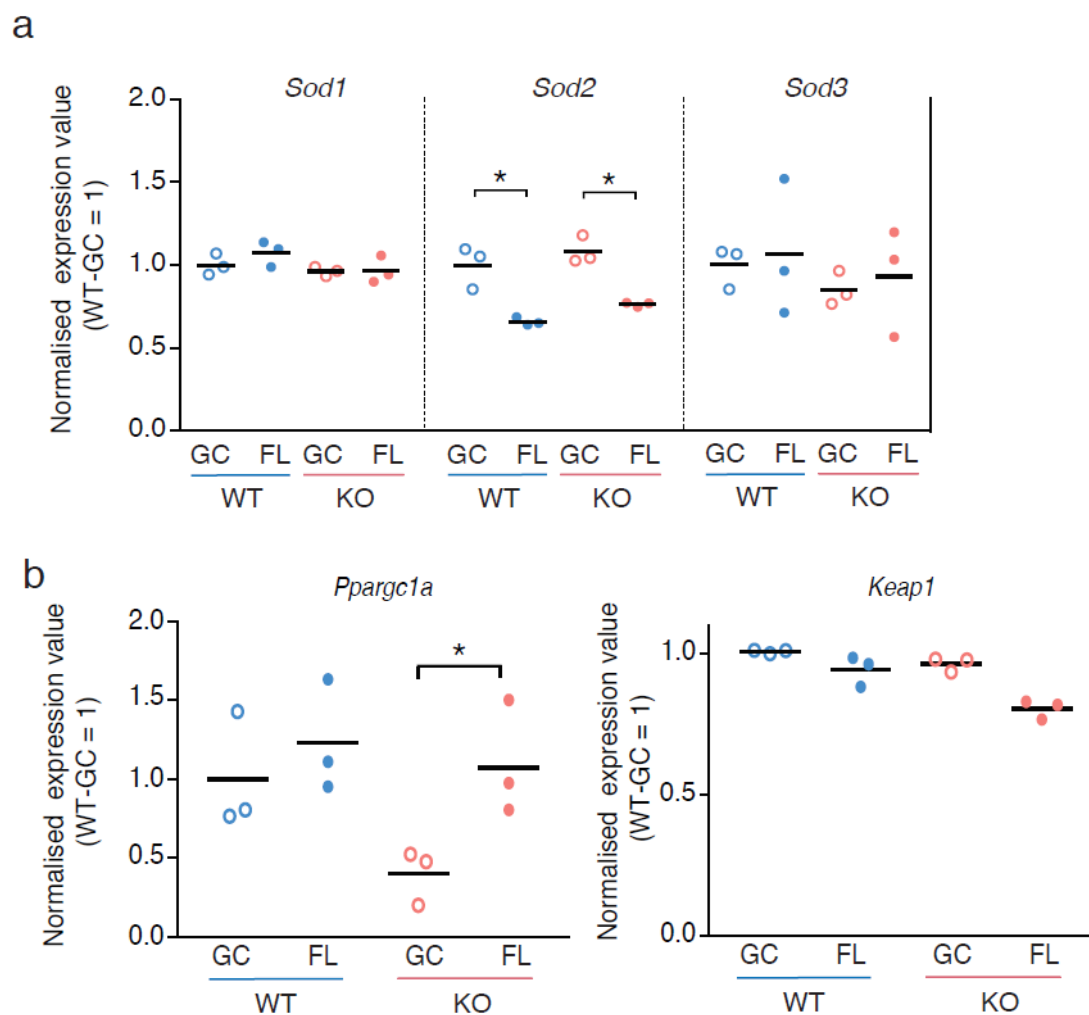 a
Sod1 Sod2 Sod3
Normalised expression value
(WT-GC = 1)
2.0
1.5
1.0
0.5
0.0
* *
GC FL GC FL GC FL GC FL GC FL GC FL
WT KO WT KO WT KO
b
Ppargc1a
Normalised expression value
(WT-GC = 1)
2.0
1.5
1.0
0.5
0.0
*
GC FL GC FL
WT KO
Keap1
Normalised expression value
(WT-GC = 1)
1.0
0.5
0.0
GC FL GC FL
WT KO